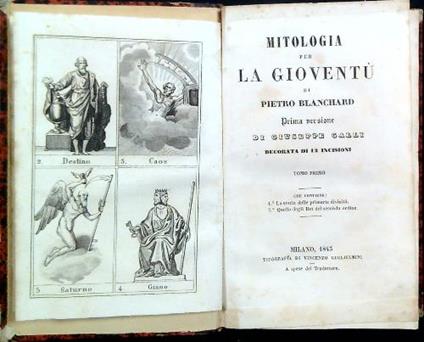 2. Destino
3. Caos
5 Saturno
4 Giano
MITOLOGIA
PER
LA GIOVENTÙ
DI
PIETRO BLANCHARD
Prima versione
DI GIUSEPPE GALLI
DECORATA DI 13 INCISIONI
TOMO PRIMO
CHE CONTIENE:
1.° La storia delle primarie divinità.
2.° Quella degli Dei del secondo ordine.
MILANO, 1845
TIPOGRAFIA DI VINCENZO GUGLIELMINI
A spese del Traduttore.